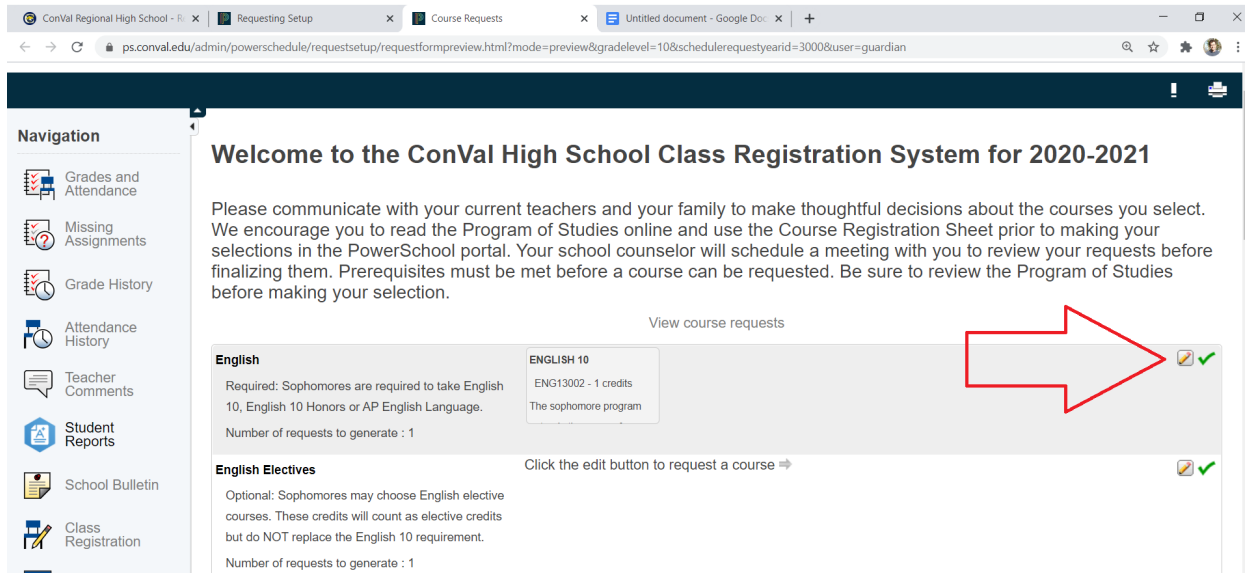 ConVal Regional High School - R
Requesting Setup
Course Requests
Untitled document - Google Doc
ps.conval.edu/admin/powerschedule/requestsetup/requestformpreview.html?mode=preview&gradelevel=10&schedulerequestyearid=3000&user=guardian
Navigation
Grades and
Attendance
Missing
Assignments
Grade History
Attendance
History
Teacher
Comments
Student
Reports
School Bulletin
Class
Registration
Welcome to the ConVal High School Class Registration System for 2020-2021
Please communicate with your current teachers and your family to make thoughtful decisions about the courses you select.
We encourage you to read the Program of Studies online and use the Course Registration Sheet prior to making your
selections in the PowerSchool portal. Your school counselor will schedule a meeting with you to review your requests before
finalizing them. Prerequisites must be met before a course can be requested. Be sure to review the Program of Studies
before making your selection.
View course requests
English
Required: Sophomores are required to take English
10, English 10 Honors or AP English Language.
Number of requests to generate : 1
ENGLISH 10
ENG13002 - 1 credits
The sophomore program
English Electives
Optional: Sophomores may choose English elective
courses. These credits will count as elective credits
but do NOT replace the English 10 requirement.
Number of requests to generate : 1
Click the edit button to request a course